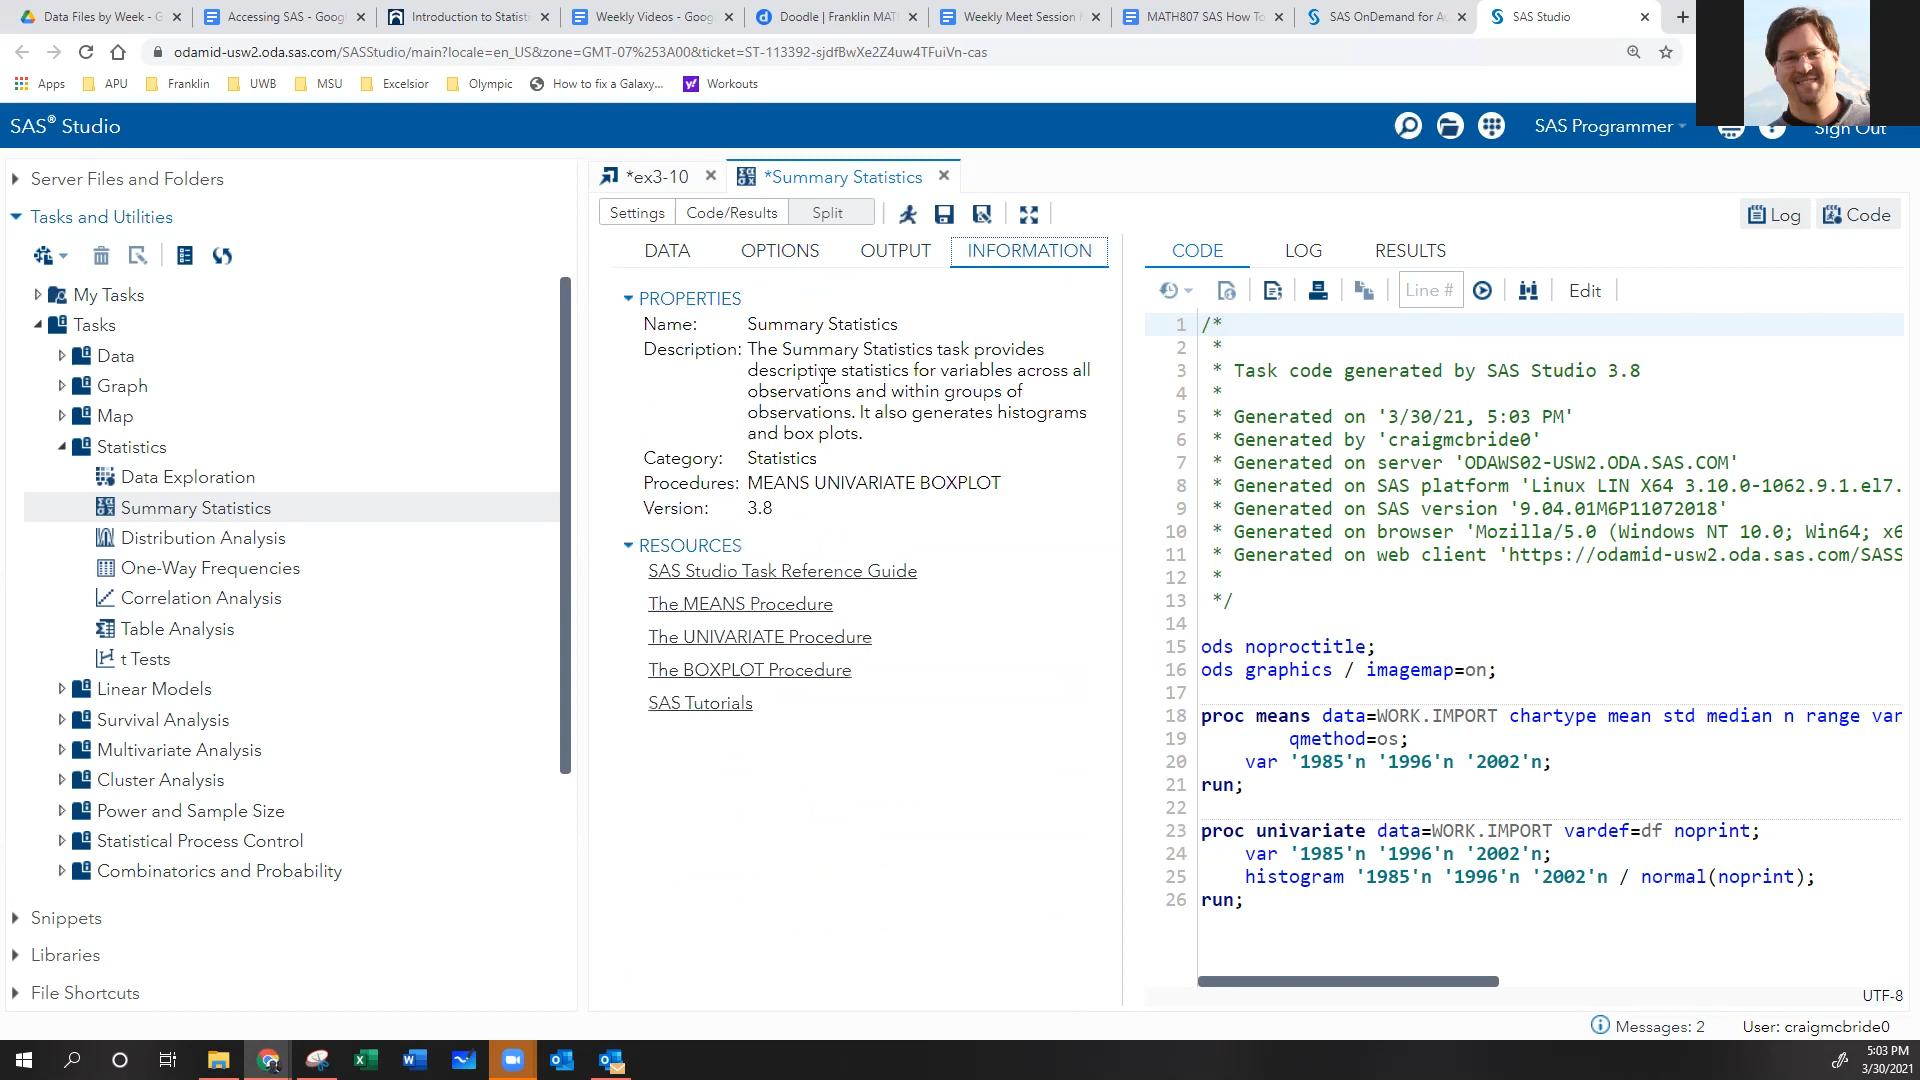 Data Files by Week - G
Accessing SAS - Googl
Introduction to Statisti
Weekly Videos - Goog
Doodle | Franklin MAT
Weekly Meet Session
MATH807 SAS How To
SAS OnDemand for A
SAS Studio
odamid-usw2.oda.sas.com/SASStudio/main?locale=en_US&zone=GMT-07%253A00&ticket=ST-113392-sjdfBwXe2Z4uw4TFuiVn-cas
Apps
APU
Franklin
UWB
MSU
Excelsior
Olympic
How to fix a Galaxy...
Workouts
SAS® Studio
SAS Programmer
Sign Out
Server Files and Folders
Tasks and Utilities
My Tasks
Tasks
Data
Graph
Map
Statistics
Data Exploration
Summary Statistics
Distribution Analysis
One-Way Frequencies
Correlation Analysis
Table Analysis
t Tests
Linear Models
Survival Analysis
Multivariate Analysis
Cluster Analysis
Power and Sample Size
Statistical Process Control
Combinatorics and Probability
Snippets
Libraries
File Shortcuts
*ex3-10
*Summary Statistics
Settings
Code/Results
Split
Log
Code
DATA
OPTIONS
OUTPUT
INFORMATION
PROPERTIES
Name: Summary Statistics
Description: The Summary Statistics task provides
descriptive statistics for variables across all
observations and within groups of
observations. It also generates histograms
and box plots.
Category: Statistics
Procedures: MEANS UNIVARIATE BOXPLOT
Version: 3.8
RESOURCES
SAS Studio Task Reference Guide
The MEANS Procedure
The UNIVARIATE Procedure
The BOXPLOT Procedure
SAS Tutorials
CODE
LOG
RESULTS
Line #
Edit
1 /*
2 *
3 * Task code generated by SAS Studio 3.8
4 *
5 * Generated on '3/30/21, 5:03 PM'
6 * Generated by 'craigmcbride0'
7 * Generated on server 'ODAWS02-USW2.ODA.SAS.COM'
8 * Generated on SAS platform 'Linux LIN X64 3.10.0-1062.9.1.el7.
9 * Generated on SAS version '9.04.01M6P11072018'
10 * Generated on browser 'Mozilla/5.0 (Windows NT 10.0; Win64; x6
11 * Generated on web client 'https://odamid-usw2.oda.sas.com/SASS
12 *
13 */
14
15 ods noproctitle;
16 ods graphics / imagemap=on;
17
18 proc means data=WORK.IMPORT chartype mean std median n range var
19 qmethod=os;
20 var '1985'n '1996'n '2002'n;
21 run;
22
23 proc univariate data=WORK.IMPORT vardef=df noprint;
24 var '1985'n '1996'n '2002'n;
25 histogram '1985'n '1996'n '2002'n / normal(noprint);
26 run;
UTF-8
Messages: 2
User: craigmcbride0
5:03 PM
3/30/2021